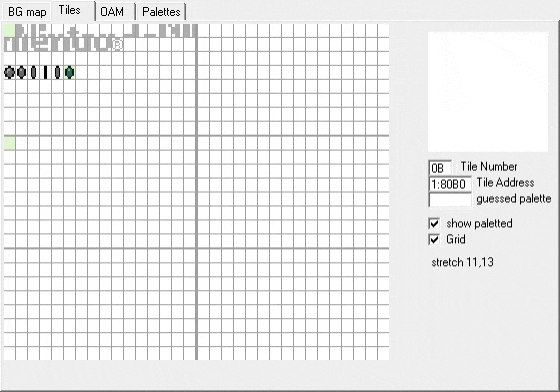 BG map Tiles OAM Palettes
®
0B Tile Number
1:80B0 Tile Address
guessed palette
show paletted
Grid
stretch 11,13